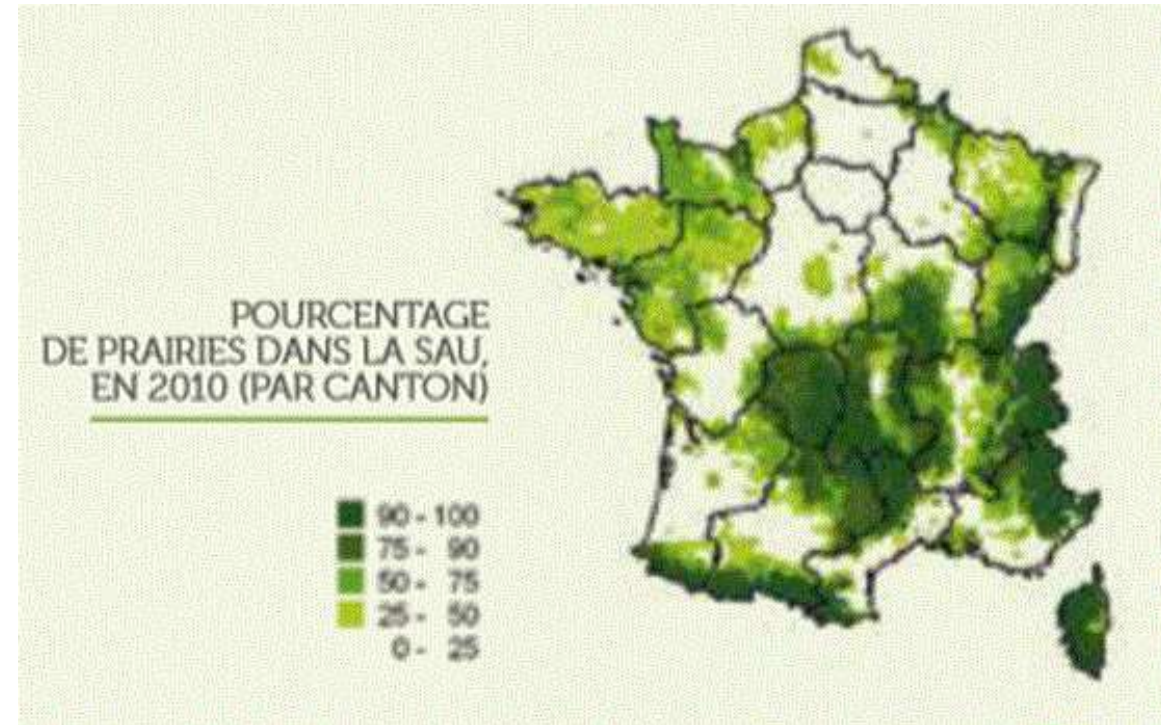 POURCENTAGE
DE PRAIRIES DANS LA SAU,
EN 2010 (PAR CANTON)
90 - 100
75 - 90
50 - 75
25 - 50
0 - 25